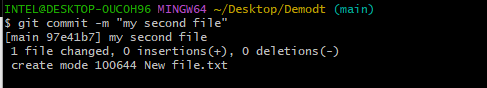 INTEL@DESKTOP-OUCOH96 MINGW64 ~/Desktop/Demodt (main)
$ git commit -m "my second file"
[main 97e41b7] my second file
 1 file changed, 0 insertions(+), 0 deletions(-)
 create mode 100644 New file.txt